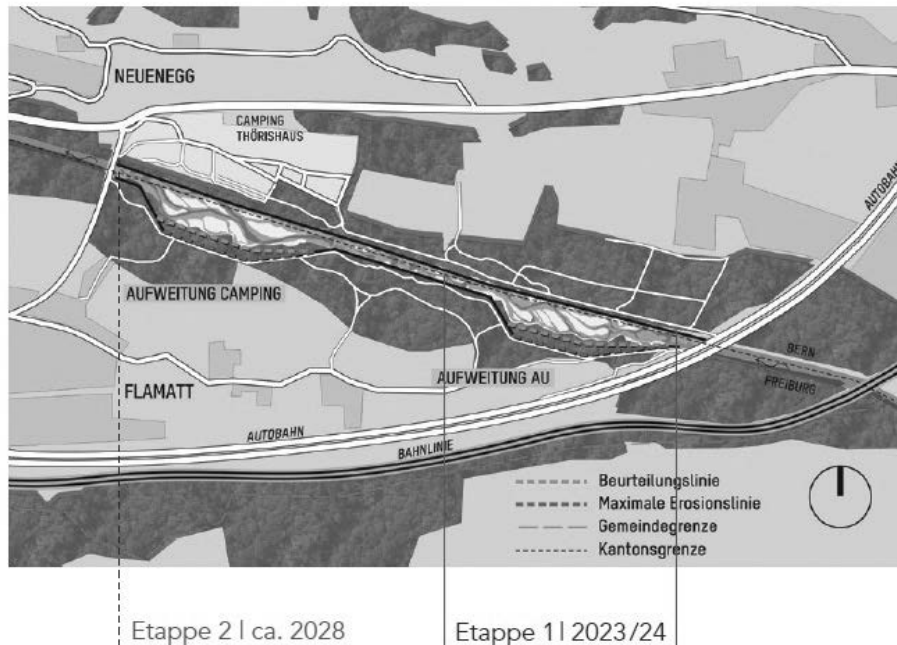 NEUENEGG
CAMPING
THÖRISHAUS
AUTOBAHN
AUFWEITUNG CAMPING
BERN
AUFWEITUNG AU
FREIBURG
FLAMATT
AUTOBAHN
BAHNLINIE
Beurteilungslinie
Maximale Erosionslinie
Gemeindegrenze
Kantonsgrenze
Etappe 2 | ca. 2028
Etappe 1 | 2023/24